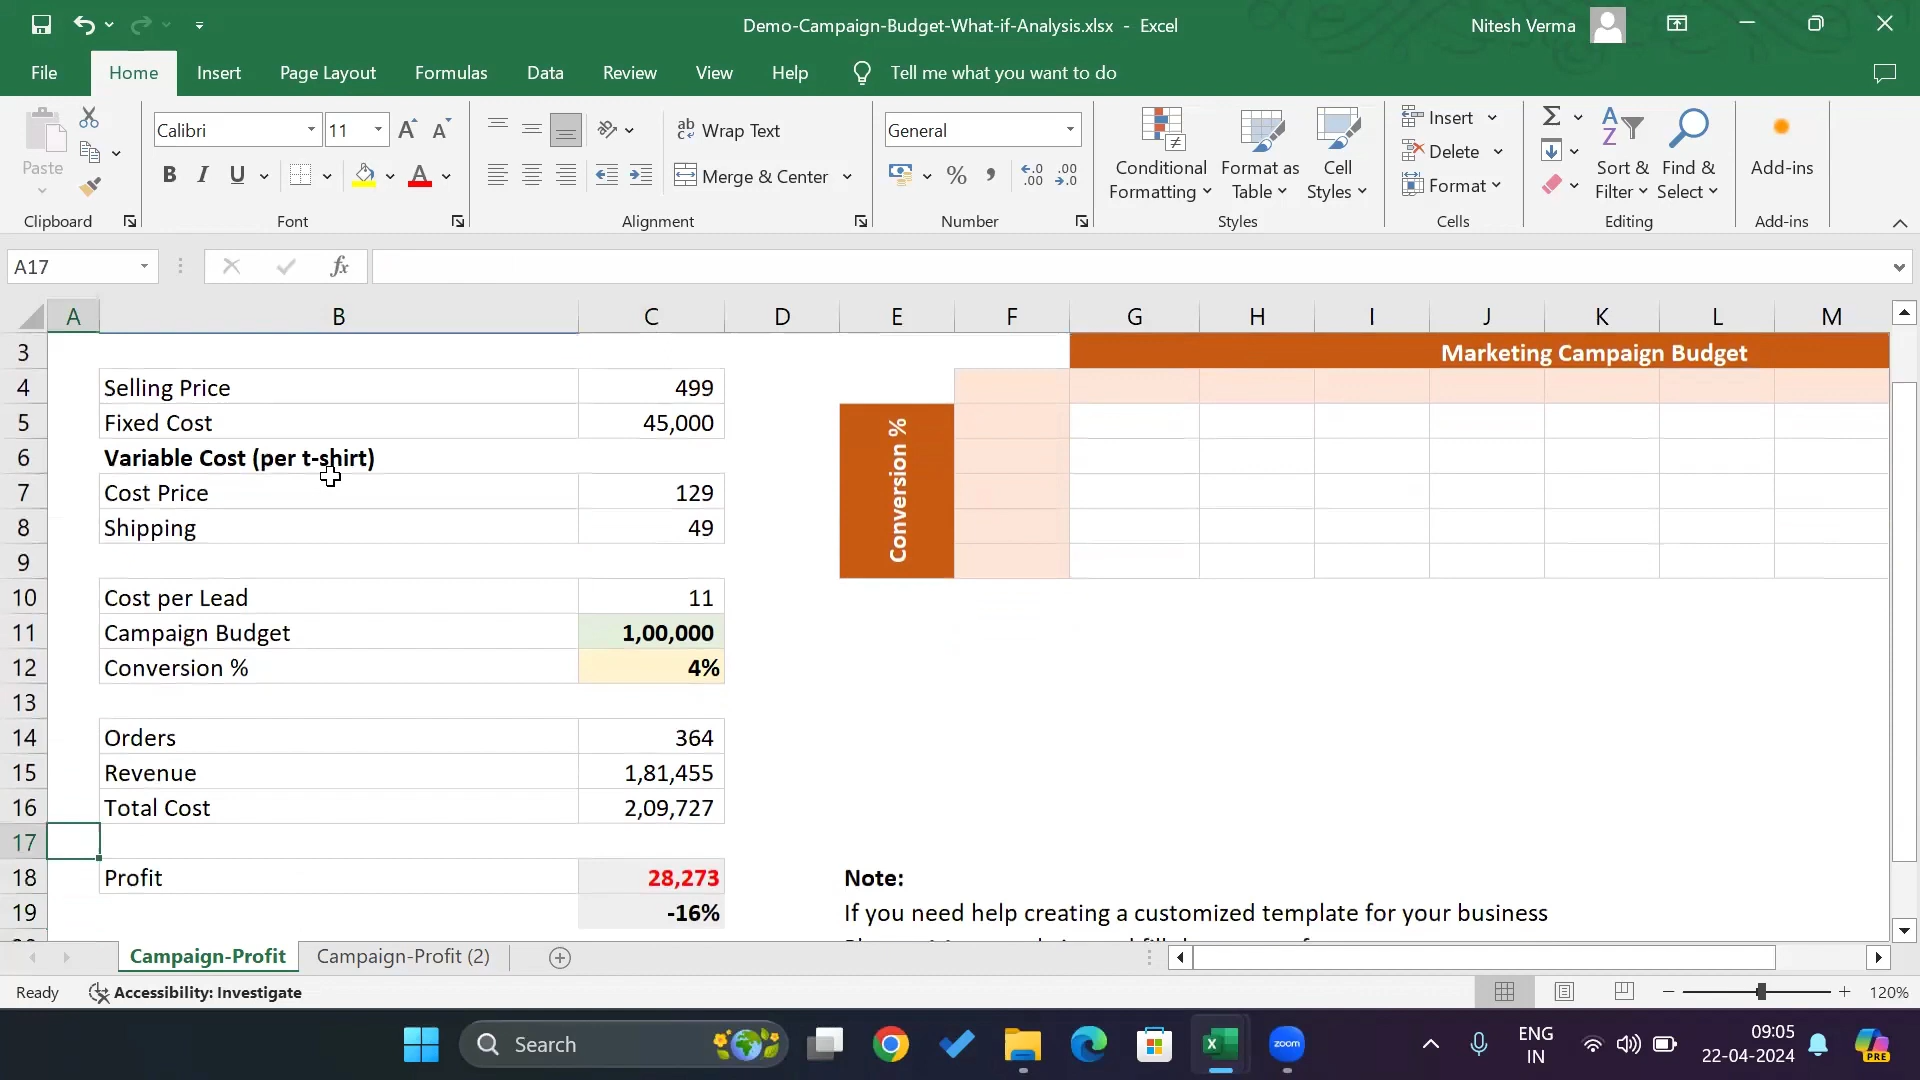 Demo-Campaign-Budget-What-if-Analysis.xlsx - Excel
Nitesh Verma
File Home Insert Page Layout Formulas Data Review View Help Tell me what you want to do
Paste
Clipboard
Calibri 11
B I U A
Font
ab Wrap Text
Merge & Center
Alignment
General
% ,
Number
Conditional Formatting
Format as Table
Cell Styles
Styles
Insert
Delete
Format
Cells
Sort & Filter
Find & Select
Editing
Add-ins
Add-ins
A17
fx
A B C D E F G H I J K L M
3 Marketing Campaign Budget
4 Selling Price 499
5 Fixed Cost 45,000
6 Variable Cost (per t-shirt)
7 Cost Price 129
8 Shipping 49
Conversion %
9
10 Cost per Lead 11
11 Campaign Budget 1,00,000
12 Conversion % 4%
13
14 Orders 364
15 Revenue 1,81,455
16 Total Cost 2,09,727
17
18 Profit 28,273 Note:
19 -16% If you need help creating a customized template for your business
Campaign-Profit Campaign-Profit (2)
Ready Accessibility: Investigate 120%
Search
zoom
ENG
IN
09:05
22-04-2024
PRE